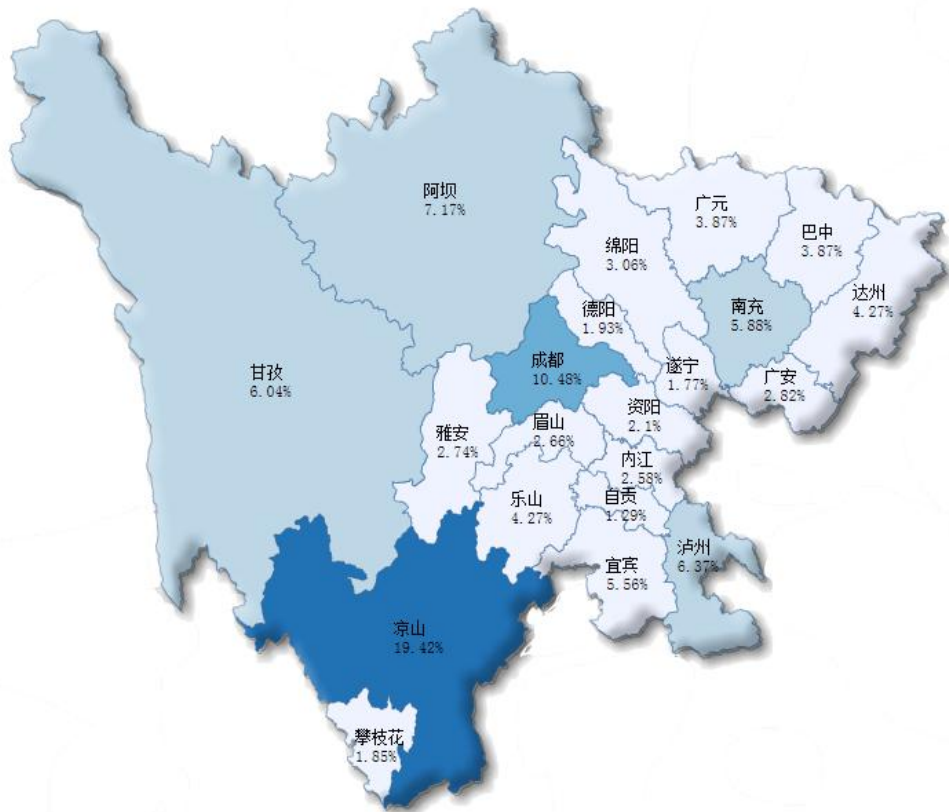 阿坝
7.17%
广元
3.87%
巴中
3.87%
绵阳
3.06%
达州
4.27%
南充
5.88%
德阳
1.93%
成都
10.48%
遂宁
1.77%
广安
2.82%
甘孜
6.04%
资阳
2.1%
雅安
2.74%
眉山
2.66%
内江
2.58%
乐山
4.27%
自贡
1.29%
泸州
6.37%
宜宾
5.56%
凉山
19.42%
攀枝花
1.85%